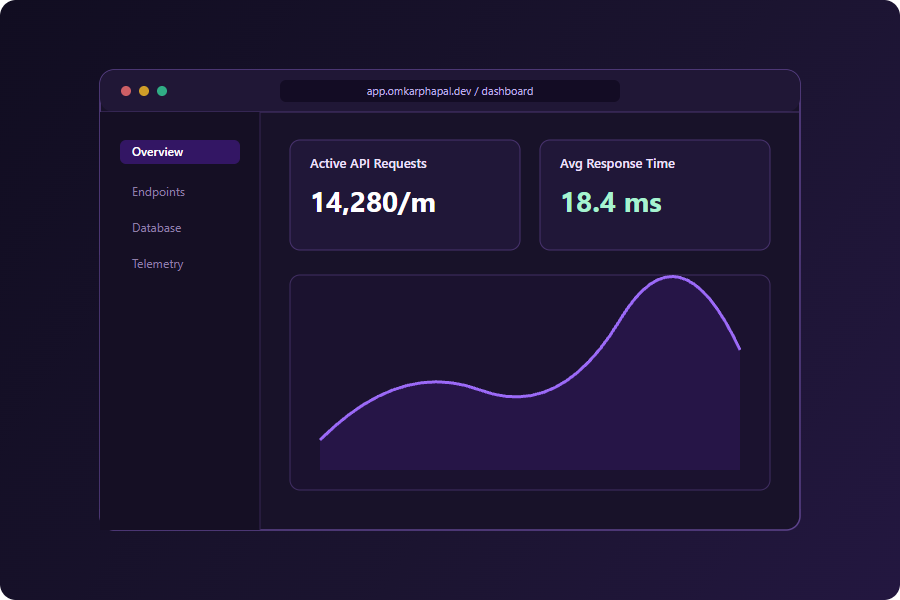 app.omkarphapal.dev / dashboard
Overview
Endpoints
Database
Telemetry
Active API Requests
14,280/m
Avg Response Time
18.4 ms